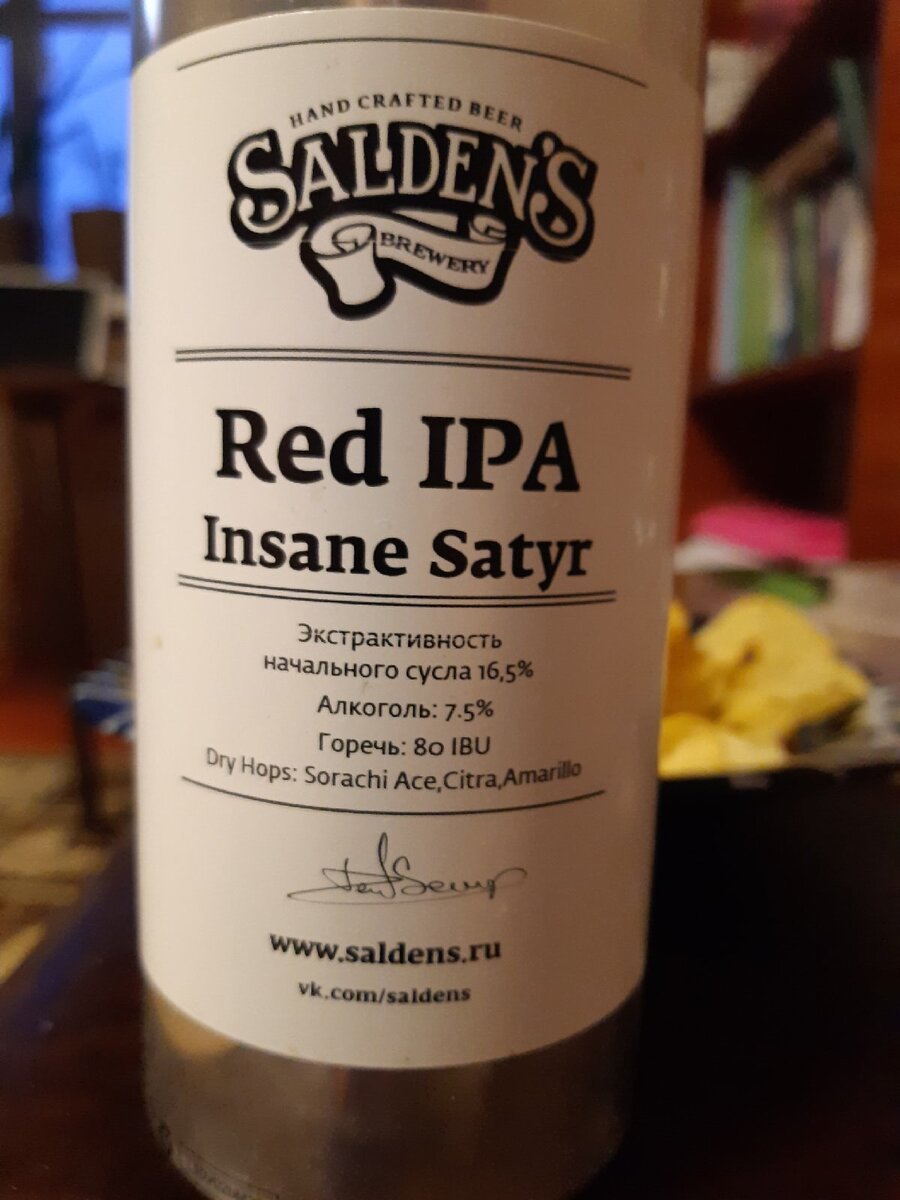 HAND CRAFTED BEER
SALDEN'S
BREWERY
Red IPA
Insane Satyr
Экстрактивность
начального сусла 16,5%
Алкоголь: 7.5%
Горечь: 80 IBU
Dry Hops: Sorachi Ace,Citra,Amarillo
www.saldens.ru
vk.com/saldens